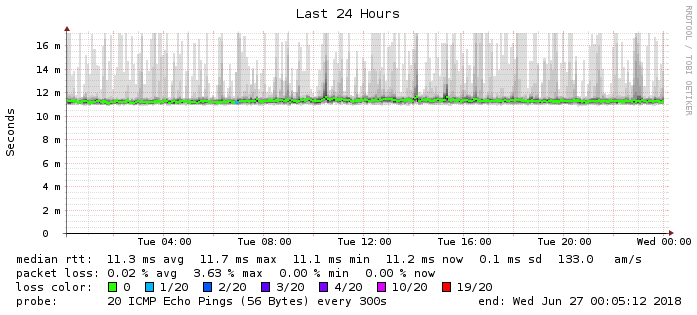 Last 24 Hours
RRDTOOL / TOBI OETIKER
Seconds
16 m
14 m
12 m
10 m
8 m
6 m
4 m
2 m
0
Tue 04:00 Tue 08:00 Tue 12:00 Tue 16:00 Tue 20:00 Wed 00:00
median rtt: 11.3 ms avg 11.7 ms max 11.1 ms min 11.2 ms now 0.1 ms sd 133.0 am/s
packet loss: 0.02 % avg 3.63 % max 0.00 % min 0.00 % now
loss color: 0 1/20 2/20 3/20 4/20 10/20 19/20
probe: 20 ICMP Echo Pings (56 Bytes) every 300s end: Wed Jun 27 00:05:12 2018